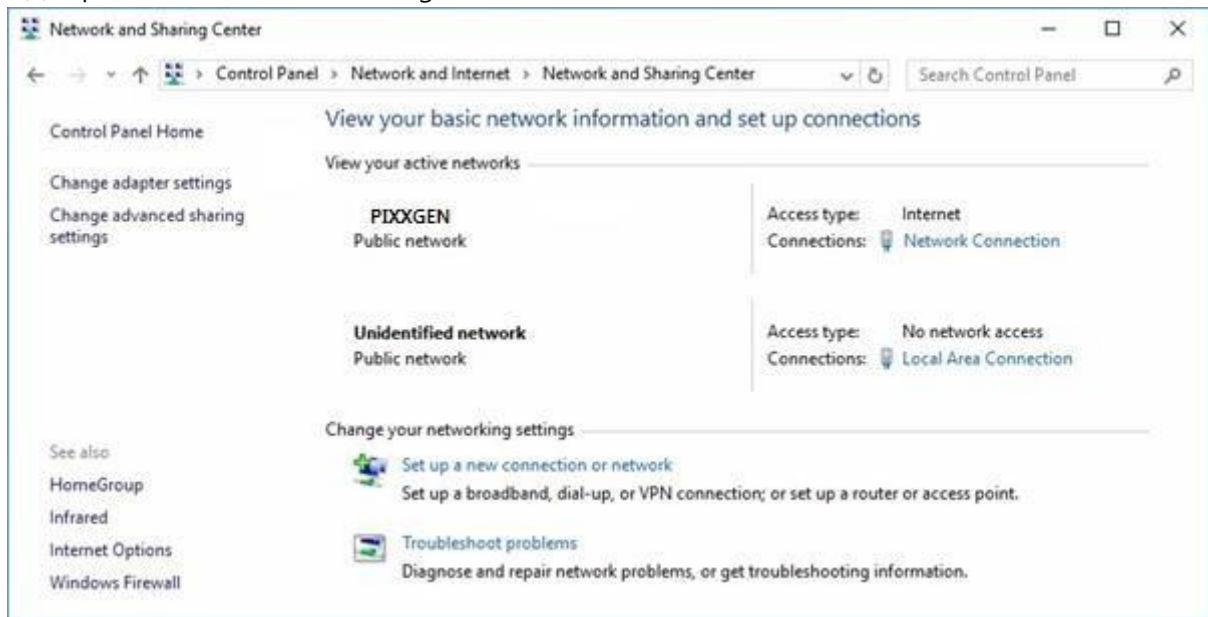 Network and Sharing Center
Control Panel > Network and Internet > Network and Sharing Center
Search Control Panel
Control Panel Home
Change adapter settings
Change advanced sharing
settings
See also
HomeGroup
Infrared
Internet Options
Windows Firewall
View your basic network information and set up connections
View your active networks
PIXXGEN
Public network
Access type: Internet
Connections: Network Connection
Unidentified network
Public network
Access type: No network access
Connections: Local Area Connection
Change your networking settings
Set up a new connection or network
Set up a broadband, dial-up, or VPN connection; or set up a router or access point.
Troubleshoot problems
Diagnose and repair network problems, or get troubleshooting information.